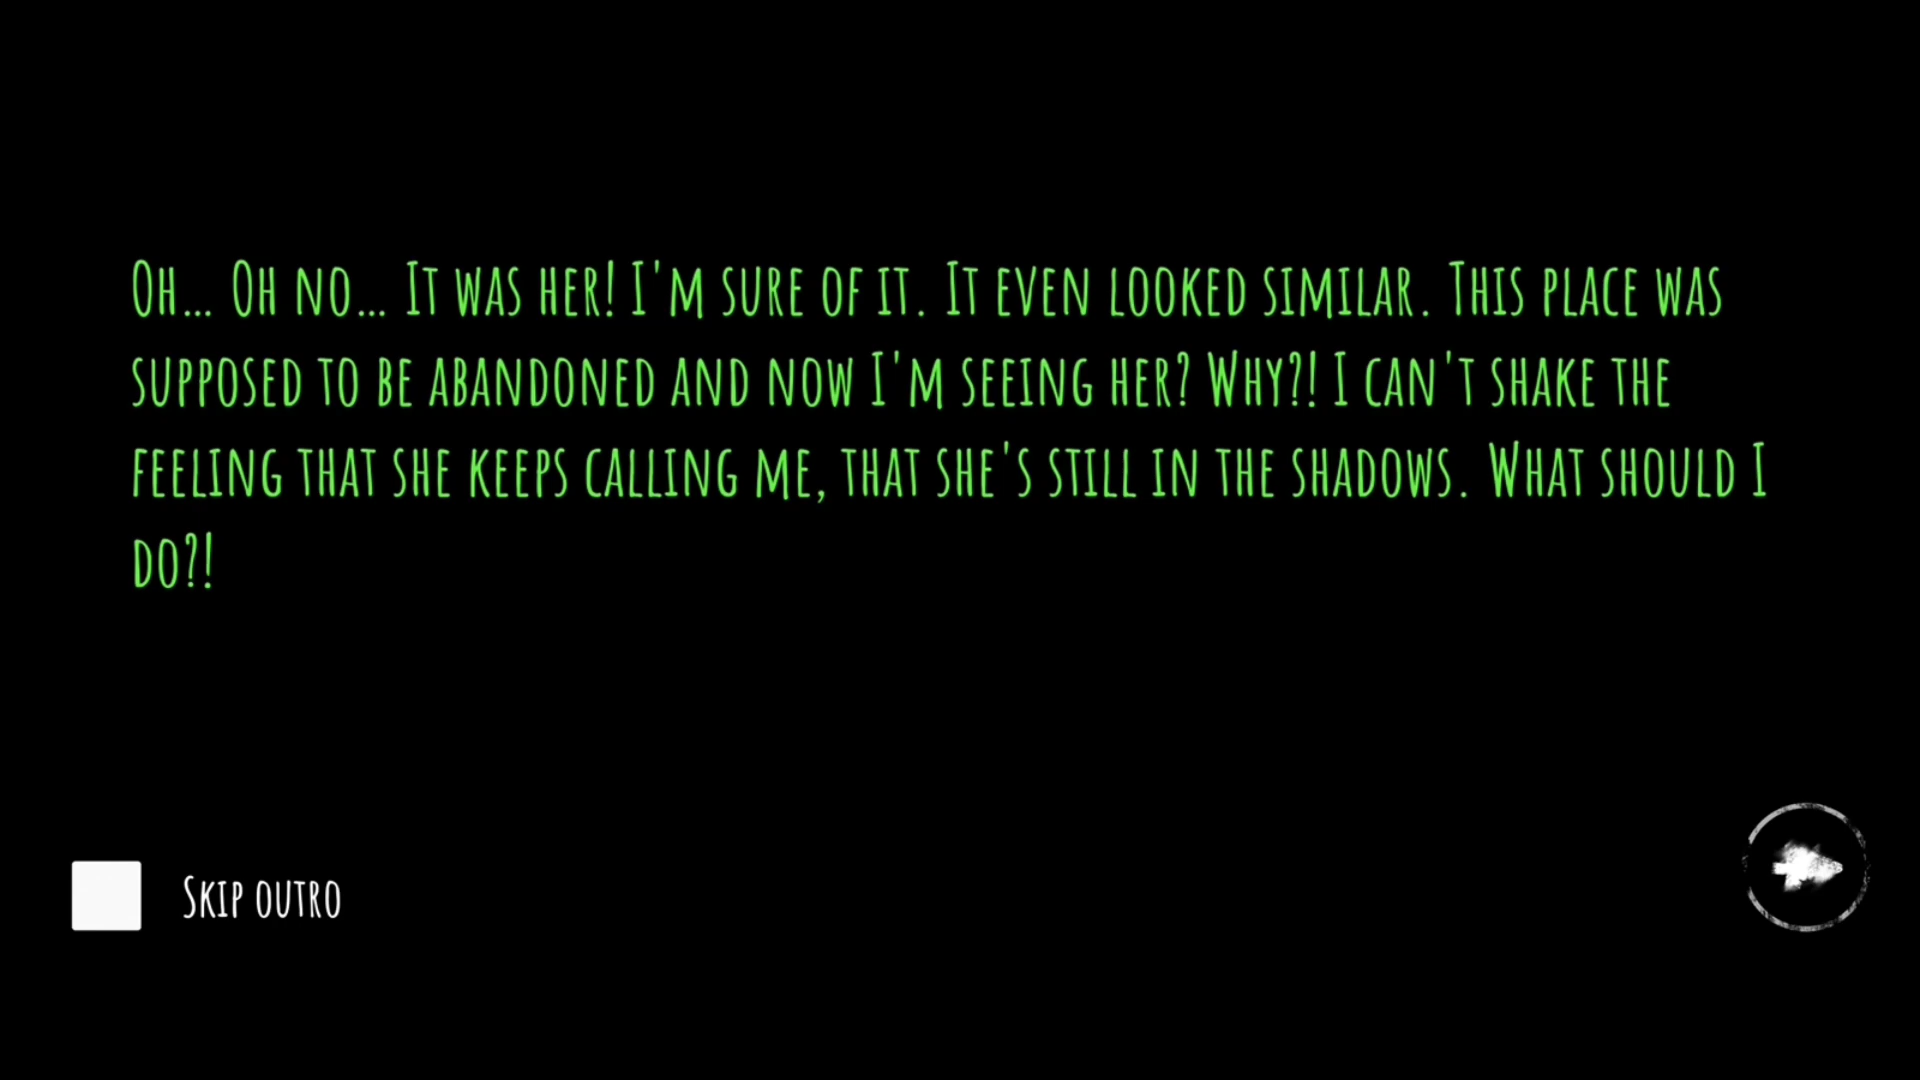 Oh... Oh no... It was her! I'm sure of it. It even looked similar. This place was
supposed to be abandoned and now I'm seeing her? Why?! I can't shake the
feeling that she keeps calling me, that she's still in the shadows. What should I
do?!
Skip outro